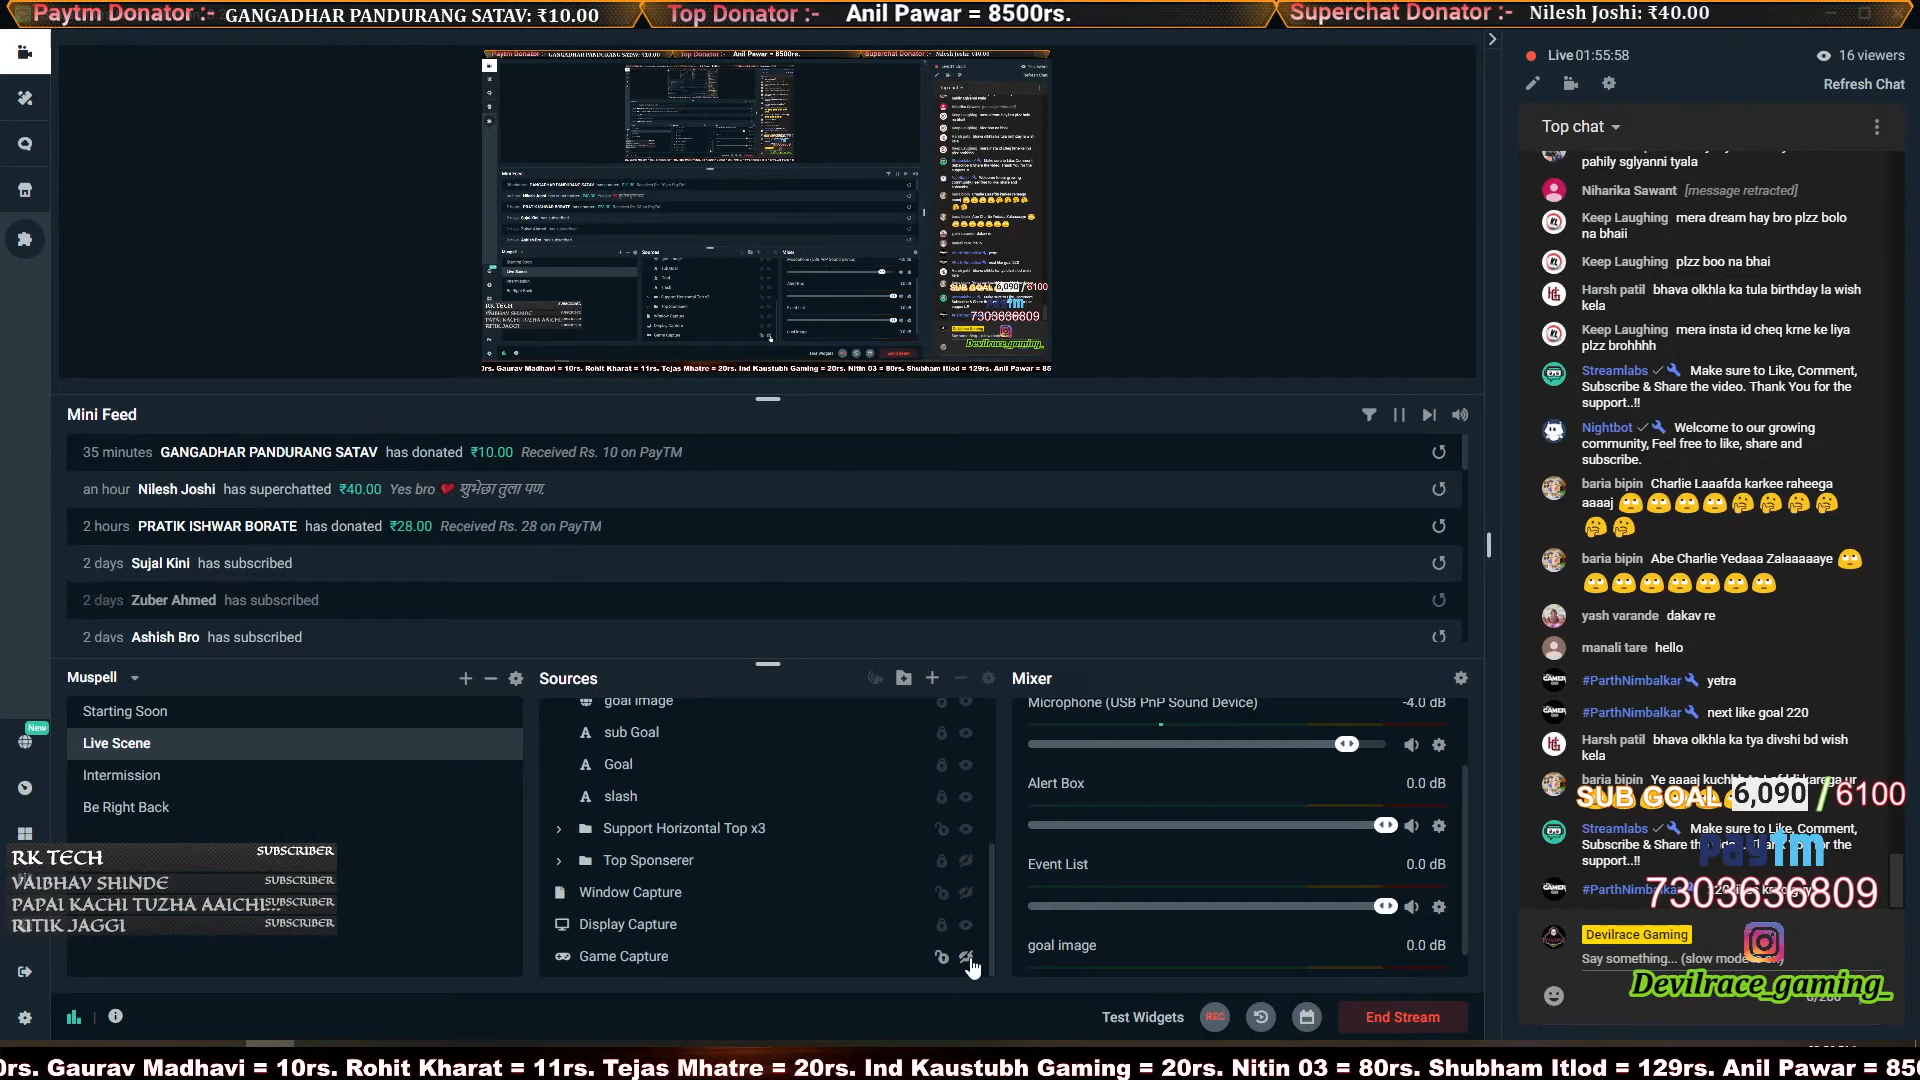 Paytm Donator :- GANGADHAR PANDURANG SATAV: ₹10.00
Top Donator :- Anil Pawar = 8500rs.
Superchat Donator :- Nilesh Joshi: ₹40.00
Live 01:55:58
16 viewers
Refresh Chat
Top chat
pahily sglyanni tyala
Niharika Sawant [message retracted]
Keep Laughing mera dream hay bro plzz bolo
na bhaii
Keep Laughing plzz boo na bhai
Harsh patil bhava olkhla ka tula birthday la wish
kela
Keep Laughing mera insta id cheq krne ke liya
plzz brohhhh
Streamlabs Make sure to Like, Comment,
Subscribe & Share the video. Thank You for the
support..!!
Nightbot Welcome to our growing
community, Feel free to like, share and
subscribe.
baria bipin Charlie Laaafda karkee raheega
aaaaj
baria bipin Abe Charlie Yedaaa Zalaaaaaye
yash varande dakav re
manali tare hello
#ParthNimbalkar yetra
#ParthNimbalkar next like goal 220
Harsh patil bhava olkhla ka tya divshi bd wish
kela
SUB GOAL 6,090 / 6100
Streamlabs Make sure to Like, Comment,
Subscribe & Share the
support..!!
Paytm
7303636809
Devilrace Gaming
Say something... (slow mode is on)
Devilrace_gaming_
Mini Feed
35 minutes GANGADHAR PANDURANG SATAV has donated ₹10.00 Received Rs. 10 on PayTM
an hour Nilesh Joshi has superchatted ₹40.00 Yes bro ❤ शुभेछा तुला पण.
2 hours PRATIK ISHWAR BORATE has donated ₹28.00 Received Rs. 28 on PayTM
2 days Sujal Kini has subscribed
2 days Zuber Ahmed has subscribed
2 days Ashish Bro has subscribed
Muspell
Starting Soon
Live Scene
Intermission
Be Right Back
New
RK TECH SUBSCRIBER
VAIBHAV SHINDE SUBSCRIBER
PAPAI KACHI TUZHA AAICHI... SUBSCRIBER
RITIK JAGGI SUBSCRIBER
Sources
goal image
sub Goal
Goal
slash
Support Horizontal Top x3
Top Sponserer
Window Capture
Display Capture
Game Capture
Mixer
Microphone (USB PnP Sound Device) -4.0 dB
Alert Box 0.0 dB
Event List 0.0 dB
goal image 0.0 dB
Test Widgets
REC
End Stream
0rs. Gaurav Madhavi = 10rs. Rohit Kharat = 11rs. Tejas Mhatre = 20rs. Ind Kaustubh Gaming = 20rs. Nitin 03 = 80rs. Shubham Itlod = 129rs. Anil Pawar = 850